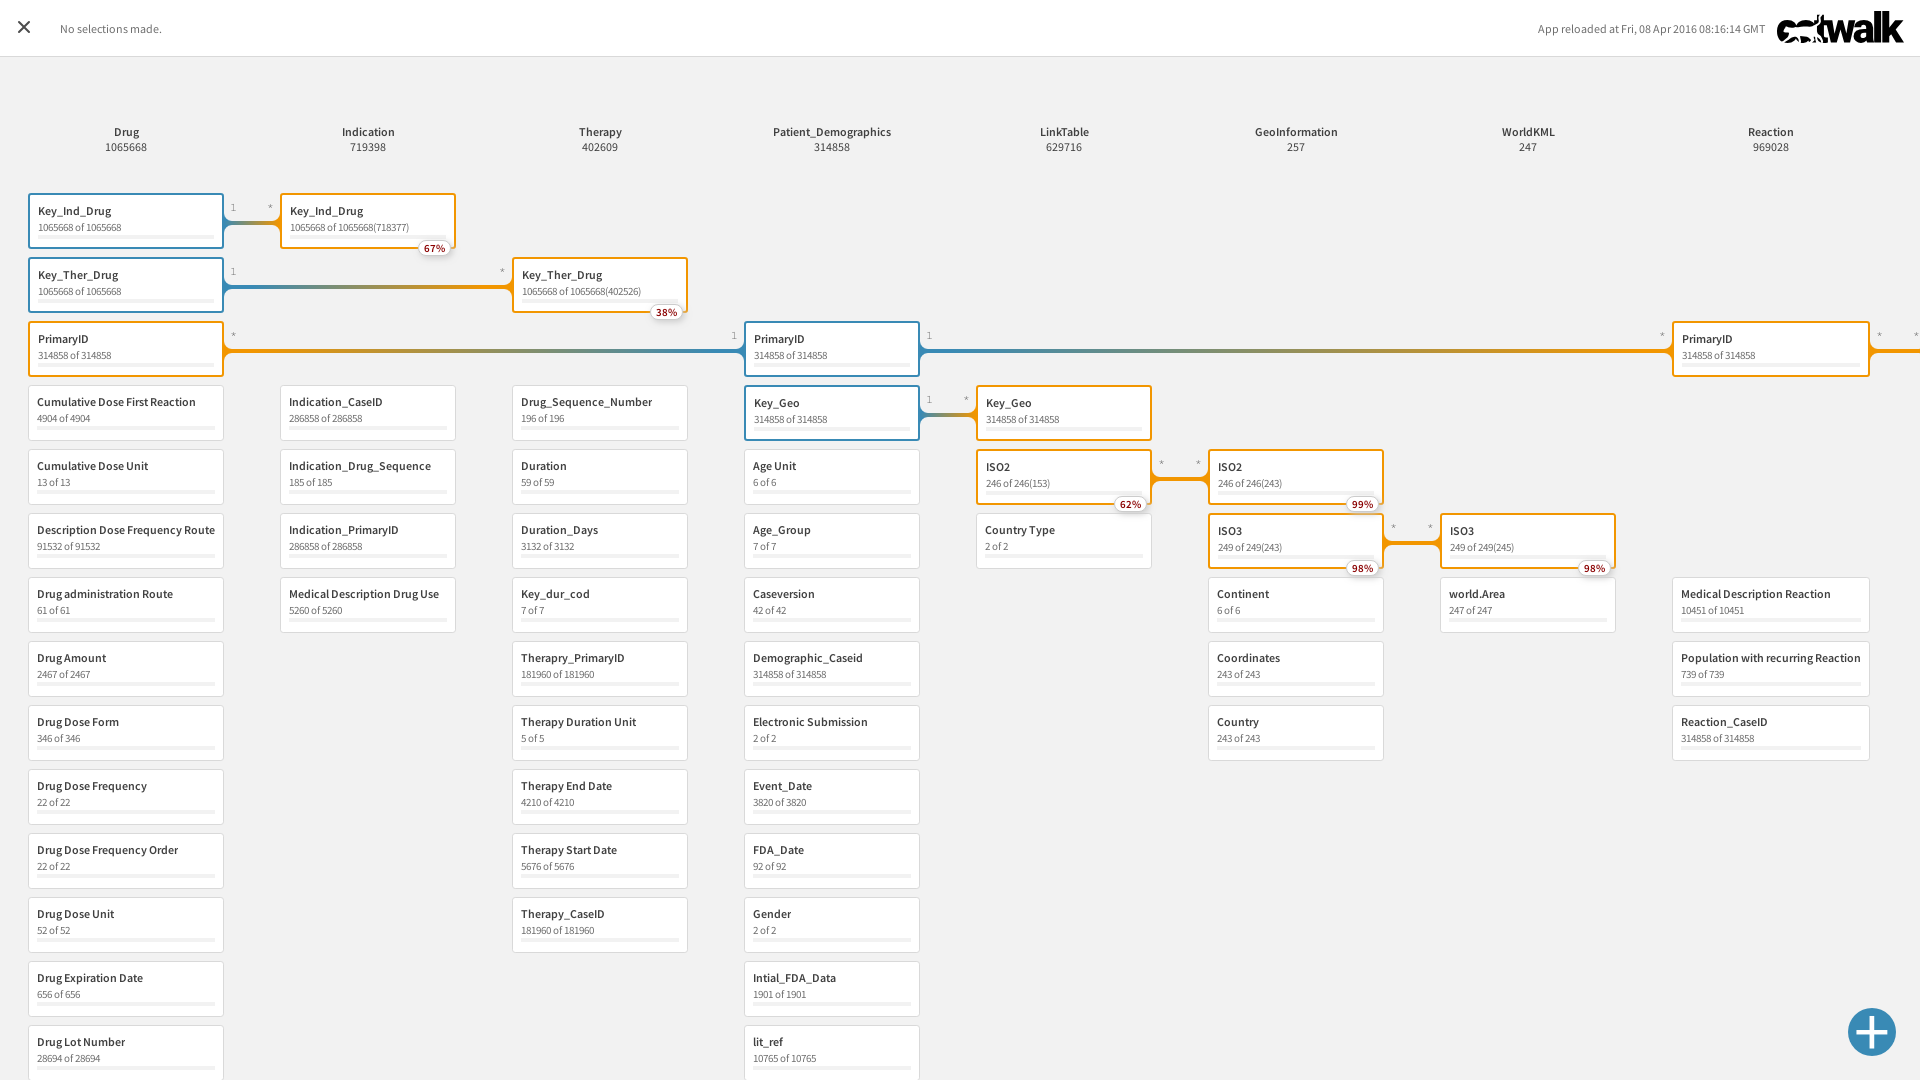 No selections made.
App reloaded at Fri, 08 Apr 2016 08:16:14 GMT
catwalk
Drug
1065668
Indication
719398
Therapy
402609
Patient_Demographics
314858
LinkTable
629716
GeoInformation
257
WorldKML
247
Reaction
969028
Key_Ind_Drug
1065668 of 1065668
1
*
Key_Ind_Drug
1065668 of 1065668(718377)
67%
Key_Ther_Drug
1065668 of 1065668
1
*
Key_Ther_Drug
1065668 of 1065668(402526)
38%
PrimaryID
314858 of 314858
*
1
PrimaryID
314858 of 314858
1
*
PrimaryID
314858 of 314858
*
*
Cumulative Dose First Reaction
4904 of 4904
Indication_CaseID
286858 of 286858
Drug_Sequence_Number
196 of 196
Key_Geo
314858 of 314858
1
*
Key_Geo
314858 of 314858
Cumulative Dose Unit
13 of 13
Indication_Drug_Sequence
185 of 185
Duration
59 of 59
Age Unit
6 of 6
ISO2
246 of 246(153)
62%
*
*
ISO2
246 of 246(243)
99%
Description Dose Frequency Route
91532 of 91532
Indication_PrimaryID
286858 of 286858
Duration_Days
3132 of 3132
Age_Group
7 of 7
Country Type
2 of 2
ISO3
249 of 249(243)
98%
*
*
ISO3
249 of 249(245)
98%
Drug administration Route
61 of 61
Medical Description Drug Use
5260 of 5260
Key_dur_cod
7 of 7
Caseversion
42 of 42
Continent
6 of 6
world.Area
247 of 247
Medical Description Reaction
10451 of 10451
Drug Amount
2467 of 2467
Therapry_PrimaryID
181960 of 181960
Demographic_Caseid
314858 of 314858
Coordinates
243 of 243
Population with recurring Reaction
739 of 739
Drug Dose Form
346 of 346
Therapy Duration Unit
5 of 5
Electronic Submission
2 of 2
Country
243 of 243
Reaction_CaseID
314858 of 314858
Drug Dose Frequency
22 of 22
Therapy End Date
4210 of 4210
Event_Date
3820 of 3820
Drug Dose Frequency Order
22 of 22
Therapy Start Date
5676 of 5676
FDA_Date
92 of 92
Drug Dose Unit
52 of 52
Therapy_CaseID
181960 of 181960
Gender
2 of 2
Drug Expiration Date
656 of 656
Intial_FDA_Data
1901 of 1901
Drug Lot Number
28694 of 28694
lit_ref
10765 of 10765